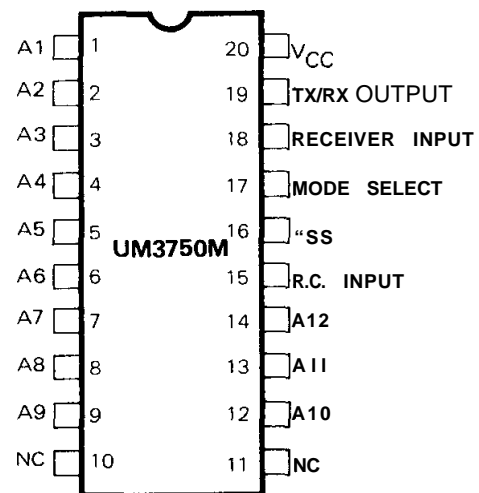 A1 1 20 VCC
A2 2 19 TX/RX OUTPUT
A3 3 18 RECEIVER INPUT
A4 4 17 MODE SELECT
A5 5 16 “SS
UM3750M
A6 6 15 R.C. INPUT
A7 7 14 A12
A8 8 13 AII
A9 9 12 A10
NC 10 11 NC